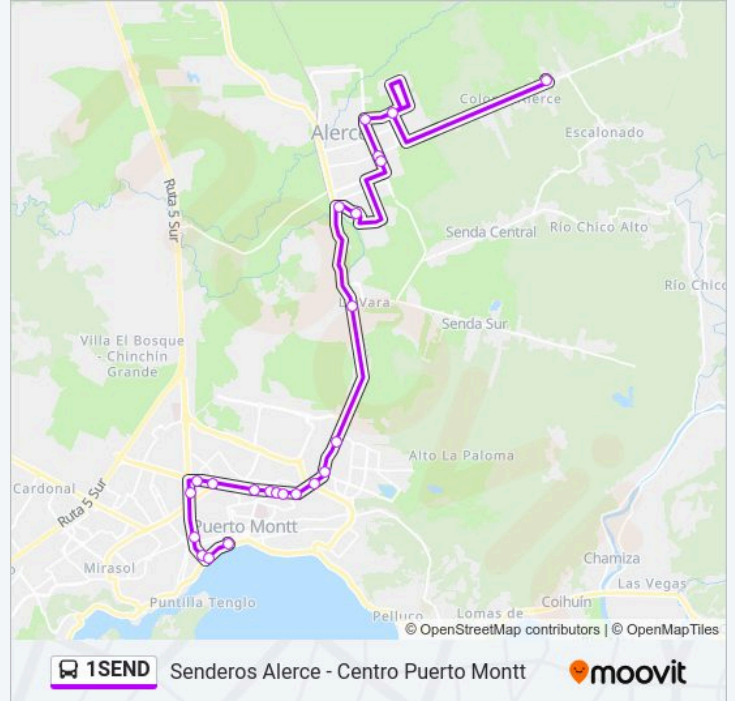 Colonia Alerce
Alerce
Escalonado
Ruta 5 Sur
Senda Central
Río Chico Alto
Río Chico
La Vara
Senda Sur
Villa El Bosque
- Chinchín
Grande
Alto La Paloma
Cardonal
Ruta 5 Sur
Puerto Montt
Chamiza
Mirasol
Las Vegas
Puntilla Tenglo
Coihuín
Pelluco
Lomas de
© OpenStreetMap contributors | © OpenMapTiles
1SEND
Senderos Alerce - Centro Puerto Montt
moovit